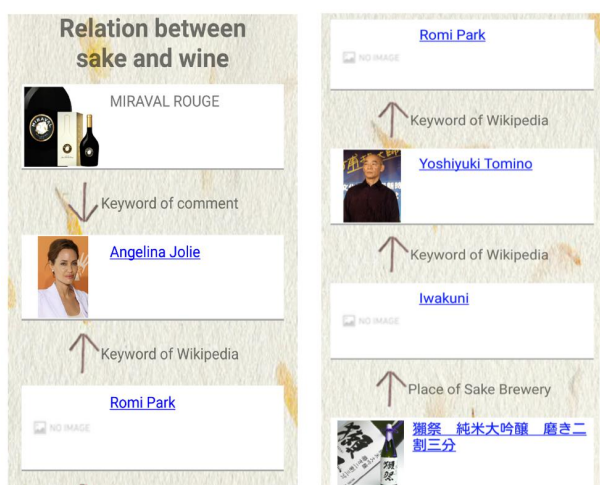 Relation between
sake and wine
MIRAVAL ROUGE
Keyword of comment
Angelina Jolie
Keyword of Wikipedia
Romi Park
NO IMAGE
Romi Park
NO IMAGE
Keyword of Wikipedia
Yoshiyuki Tomino
Keyword of Wikipedia
Iwakuni
NO IMAGE
Place of Sake Brewery
獺祭 純米大吟醸 磨き二
割三分